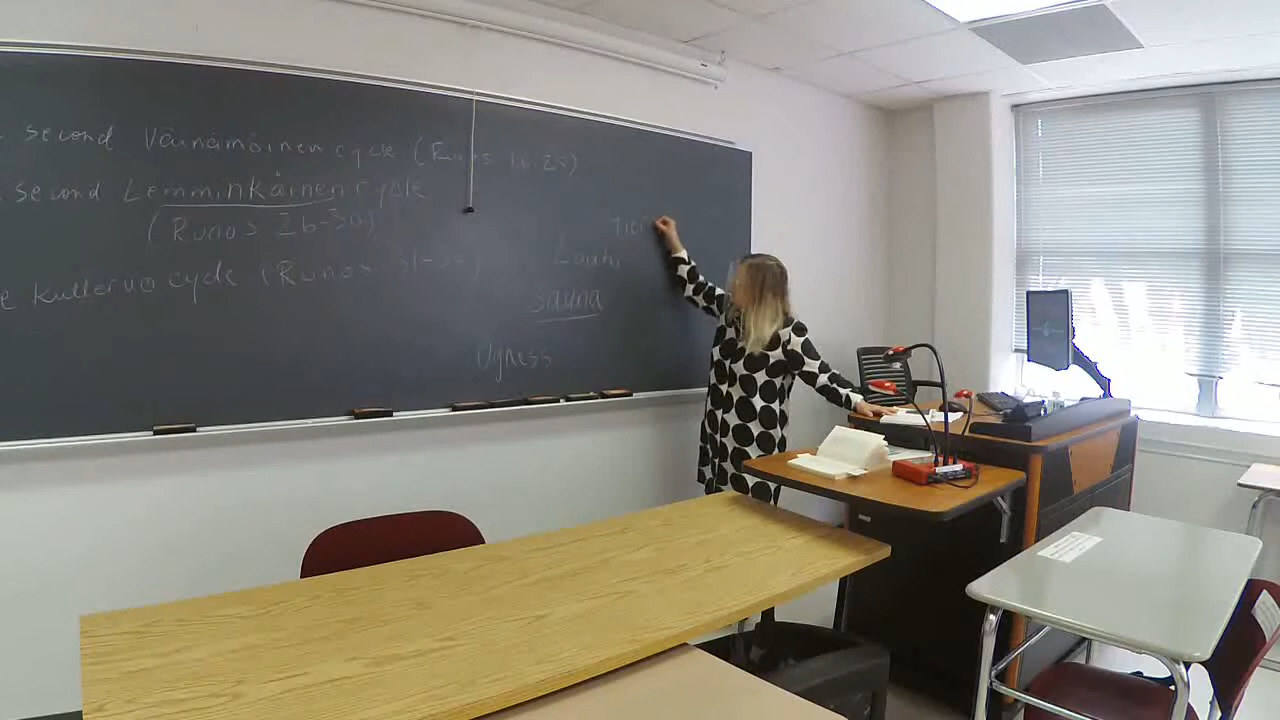 second Väinämöinen cycle (Runos 16-25)
second Lemminkäinen cycle
(Runos 26-30)
e Kullervo cycle (Runos 31-36)
Louhi
sauna